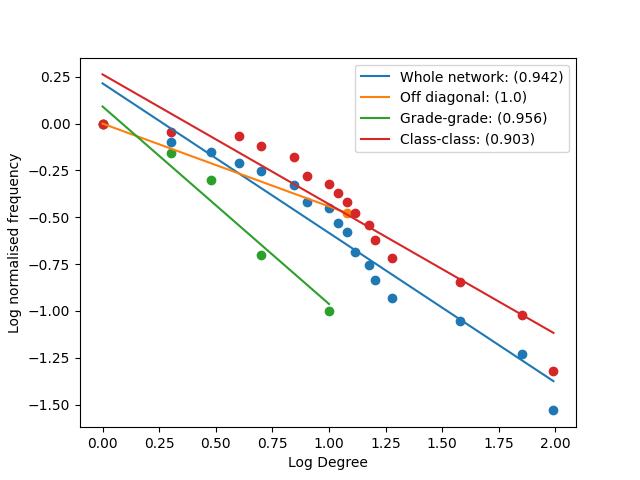 Whole network: (0.942)
Off diagonal: (1.0)
Grade-grade: (0.956)
Class-class: (0.903)
0.25
0.00
−0.25
−0.50
−0.75
−1.00
−1.25
−1.50
Log normalised frequency
0.00 0.25 0.50 0.75 1.00 1.25 1.50 1.75 2.00
Log Degree